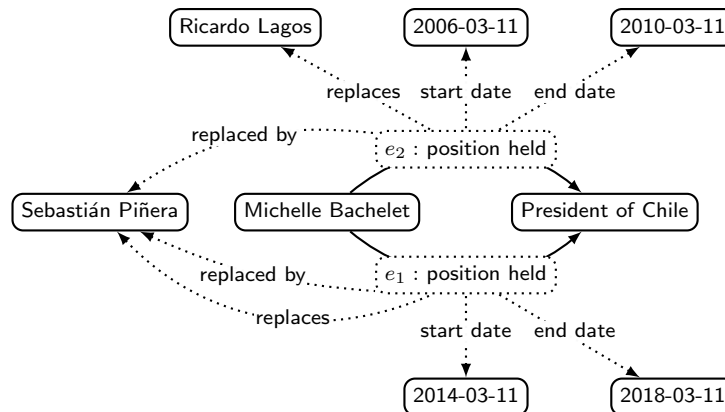 Ricardo Lagos
2006-03-11
2010-03-11
replaces
start date
end date
replaced by
e₂ : position held
Sebastián Piñera
Michelle Bachelet
President of Chile
replaced by
e₁ : position held
replaces
start date
end date
2014-03-11
2018-03-11